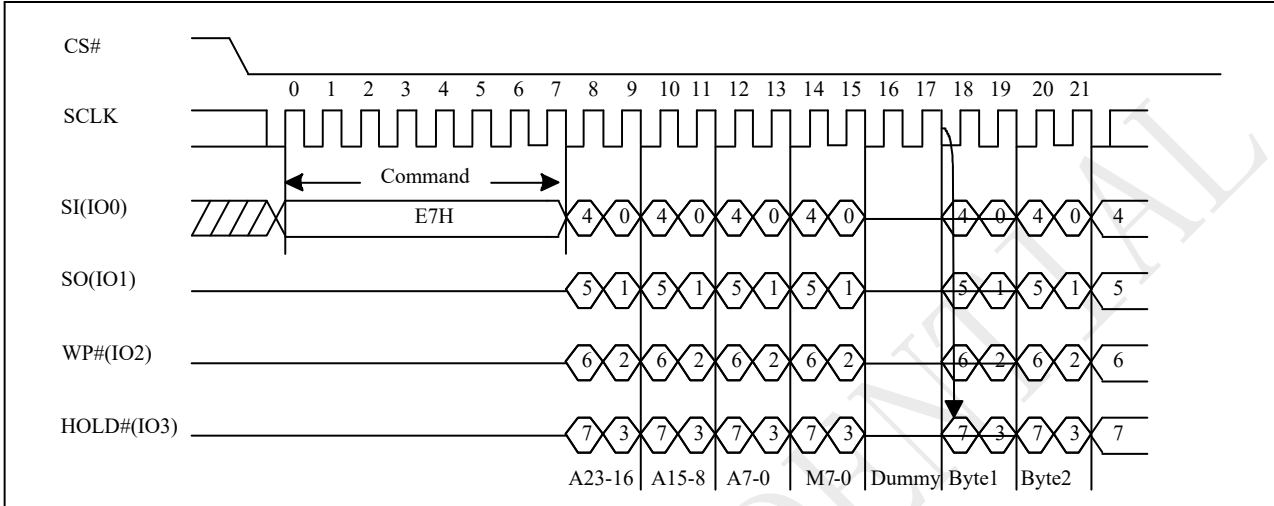 CS#
0 1 2 3 4 5 6 7 8 9 10 11 12 13 14 15 16 17 18 19 20 21
SCLK
Command
SI(IO0) E7H 4 0 4 0 4 0 4 0 4 0 4 0 4
SO(IO1) 5 1 5 1 5 1 5 1 5 1 5 1 5
WP#(IO2) 6 2 6 2 6 2 6 2 6 2 6 2 6
HOLD#(IO3) 7 3 7 3 7 3 7 3 7 3 7 3 7
A23-16 A15-8 A7-0 M7-0 Dummy Byte1 Byte2